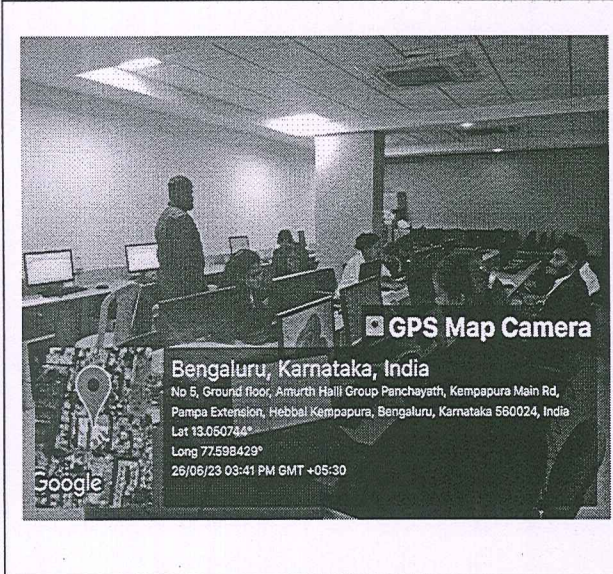 GPS Map Camera
Bengaluru, Karnataka, India
No 5, Ground floor, Amurth Halli Group Panchayath, Kempapura Main Rd,
Pampa Extension, Hebbal Kempapura, Bengaluru, Karnataka 560024, India
Lat 13.050744°
Long 77.598429°
26/06/23 03:41 PM GMT +05:30
Google